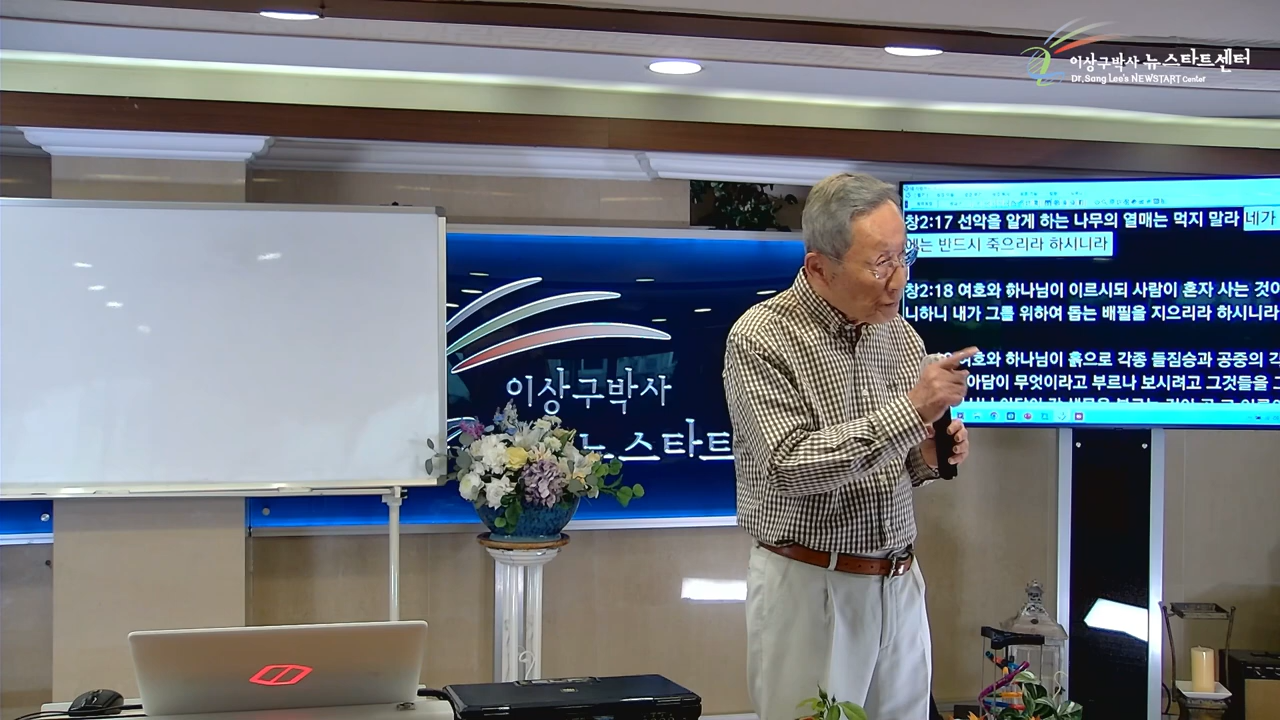 이상구박사 뉴스타트센터
Dr. Sang Lee's NEWSTART Center
창2:17 선악을 알게 하는 나무의 열매는 먹지 말라 네가
에는 반드시 죽으리라 하시니라
창2:18 여호와 하나님이 이르시되 사람이 혼자 사는 것이
니하니 내가 그를 위하여 돕는 배필을 지으리라 하시니라
여호와 하나님이 흙으로 각종 들짐승과 공중의 각
아담이 무엇이라고 부르나 보시려고 그것들을 그
이상구박사
뉴스타트